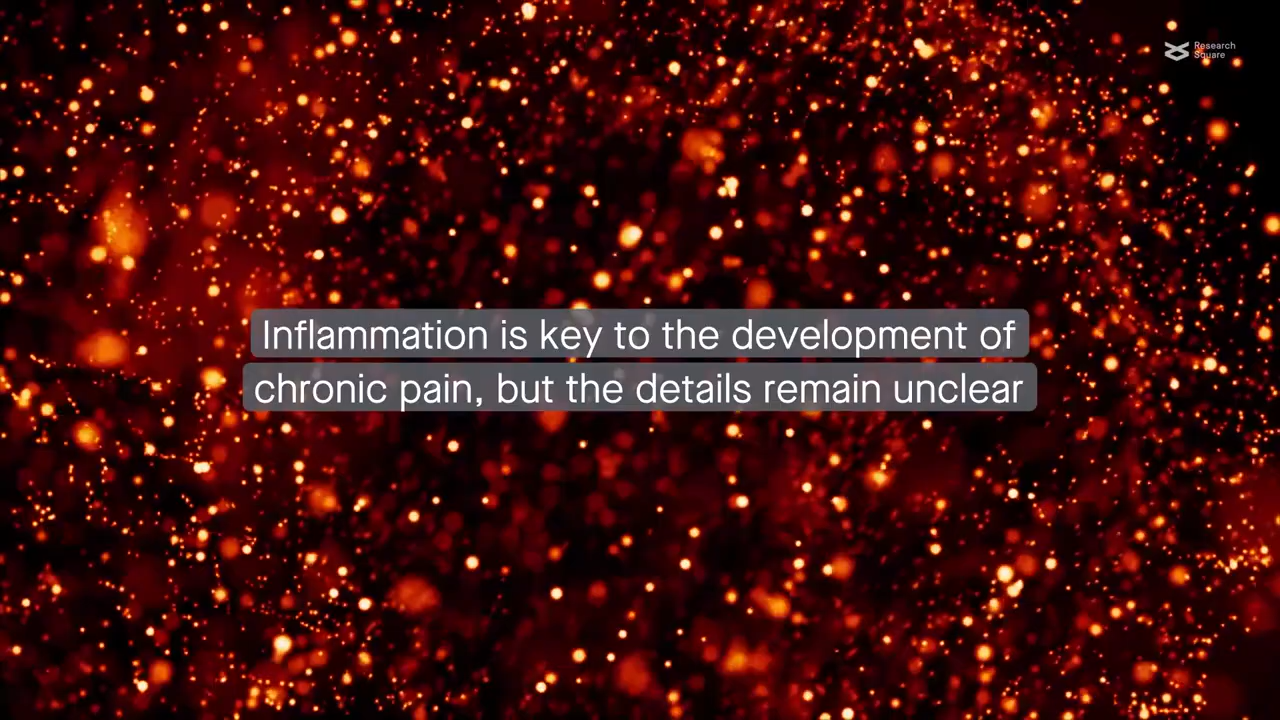 Research
Square
Inflammation is key to the development of
chronic pain, but the details remain unclear